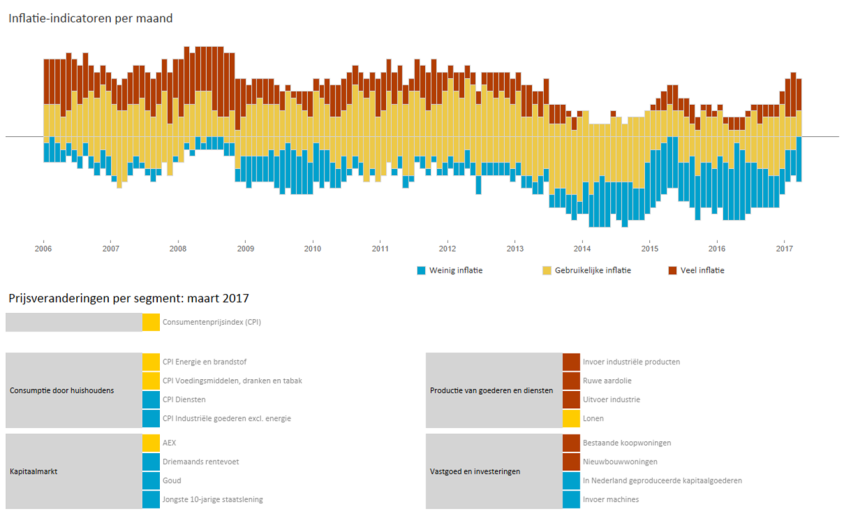 Inflatie-indicatoren per maand
2006 2007 2008 2009 2010 2011 2012 2013 2014 2015 2016 2017
Weinig inflatie Gebruikelijke inflatie Veel inflatie
Prijsveranderingen per segment: maart 2017
Consumentenprijsindex (CPI)
Consumptie door huishoudens
CPI Energie en brandstof
CPI Voedingsmiddelen, dranken en tabak
CPI Diensten
CPI Industriële goederen excl. energie
Productie van goederen en diensten
Invoer industriële producten
Ruwe aardolie
Uitvoer industrie
Lonen
Kapitaalmarkt
AEX
Driemaands rentevoet
Goud
Jongste 10-jarige staatslening
Vastgoed en investeringen
Bestaande koopwoningen
Nieuwbouwwoningen
In Nederland geproduceerde kapitaalgoederen
Invoer machines